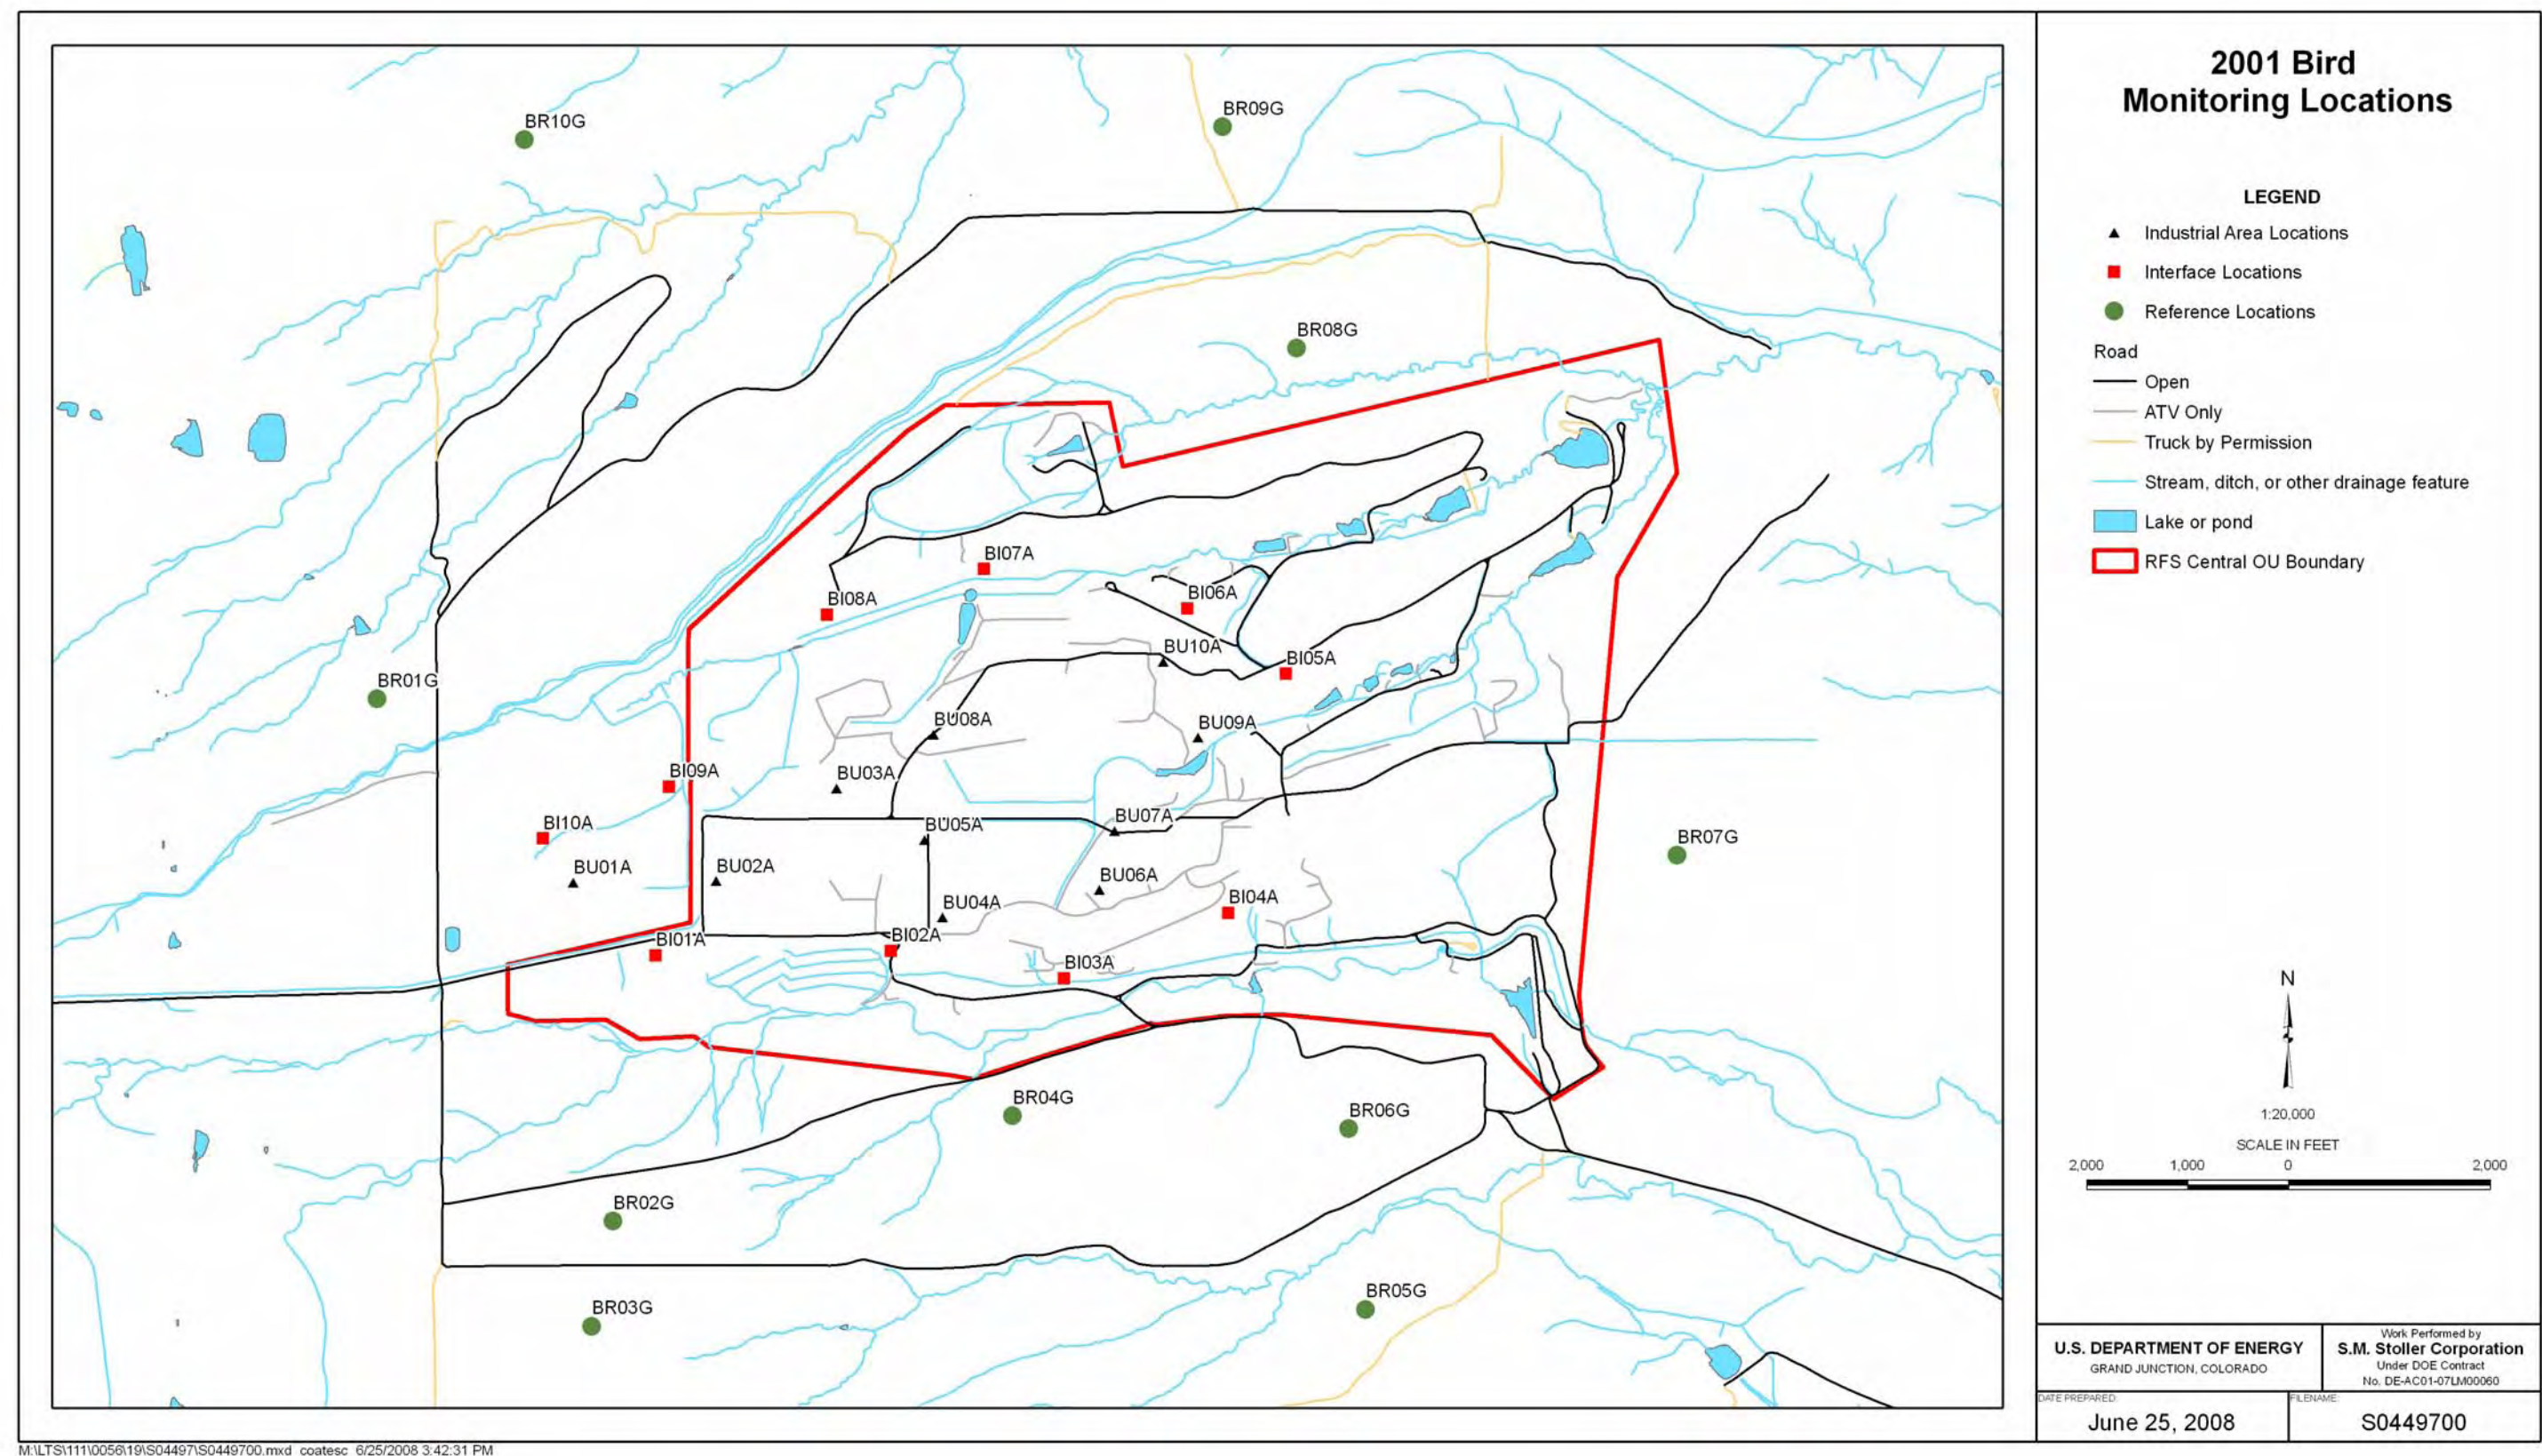 2001 Bird
Monitoring Locations
LEGEND
Industrial Area Locations
Interface Locations
Reference Locations
Road
Open
ATV Only
Truck by Permission
Stream, ditch, or other drainage feature
Lake or pond
RFS Central OU Boundary
BR10G
BR09G
BR08G
BI07A
BI08A
BI06A
BU10A
BI05A
BR01G
BU08A
BU09A
BI09A
BU03A
BI10A
BU05A
BU07A
BR07G
BU01A
BU02A
BU06A
BI04A
BU04A
BI01A
BI02A
BI03A
BR04G
BR06G
BR02G
BR05G
BR03G
N
1:20,000
SCALE IN FEET
2,000 1,000 0 2,000
U.S. DEPARTMENT OF ENERGY
GRAND JUNCTION, COLORADO
Work Performed by
S.M. Stoller Corporation
Under DOE Contract
No. DE-AC01-07LM00060
DATE PREPARED:
June 25, 2008
FILENAME:
S0449700
M:\LTS\111\0056\19\S04497\S0449700.mxd coatesc 6/25/2008 3:42:31 PM